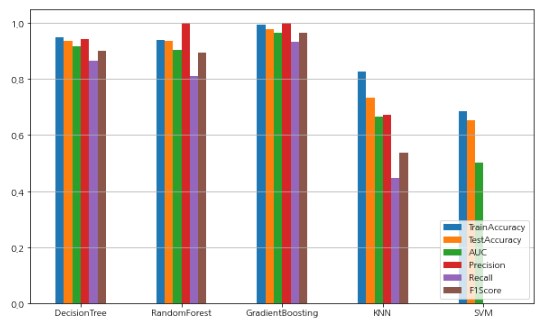 1,0
0,8
0,6
0,4
0,2
0,0
TrainAccuracy
TestAccuracy
AUC
Precision
Recall
F1Score
DecisionTree RandomForest GradientBoosting KNN SVM